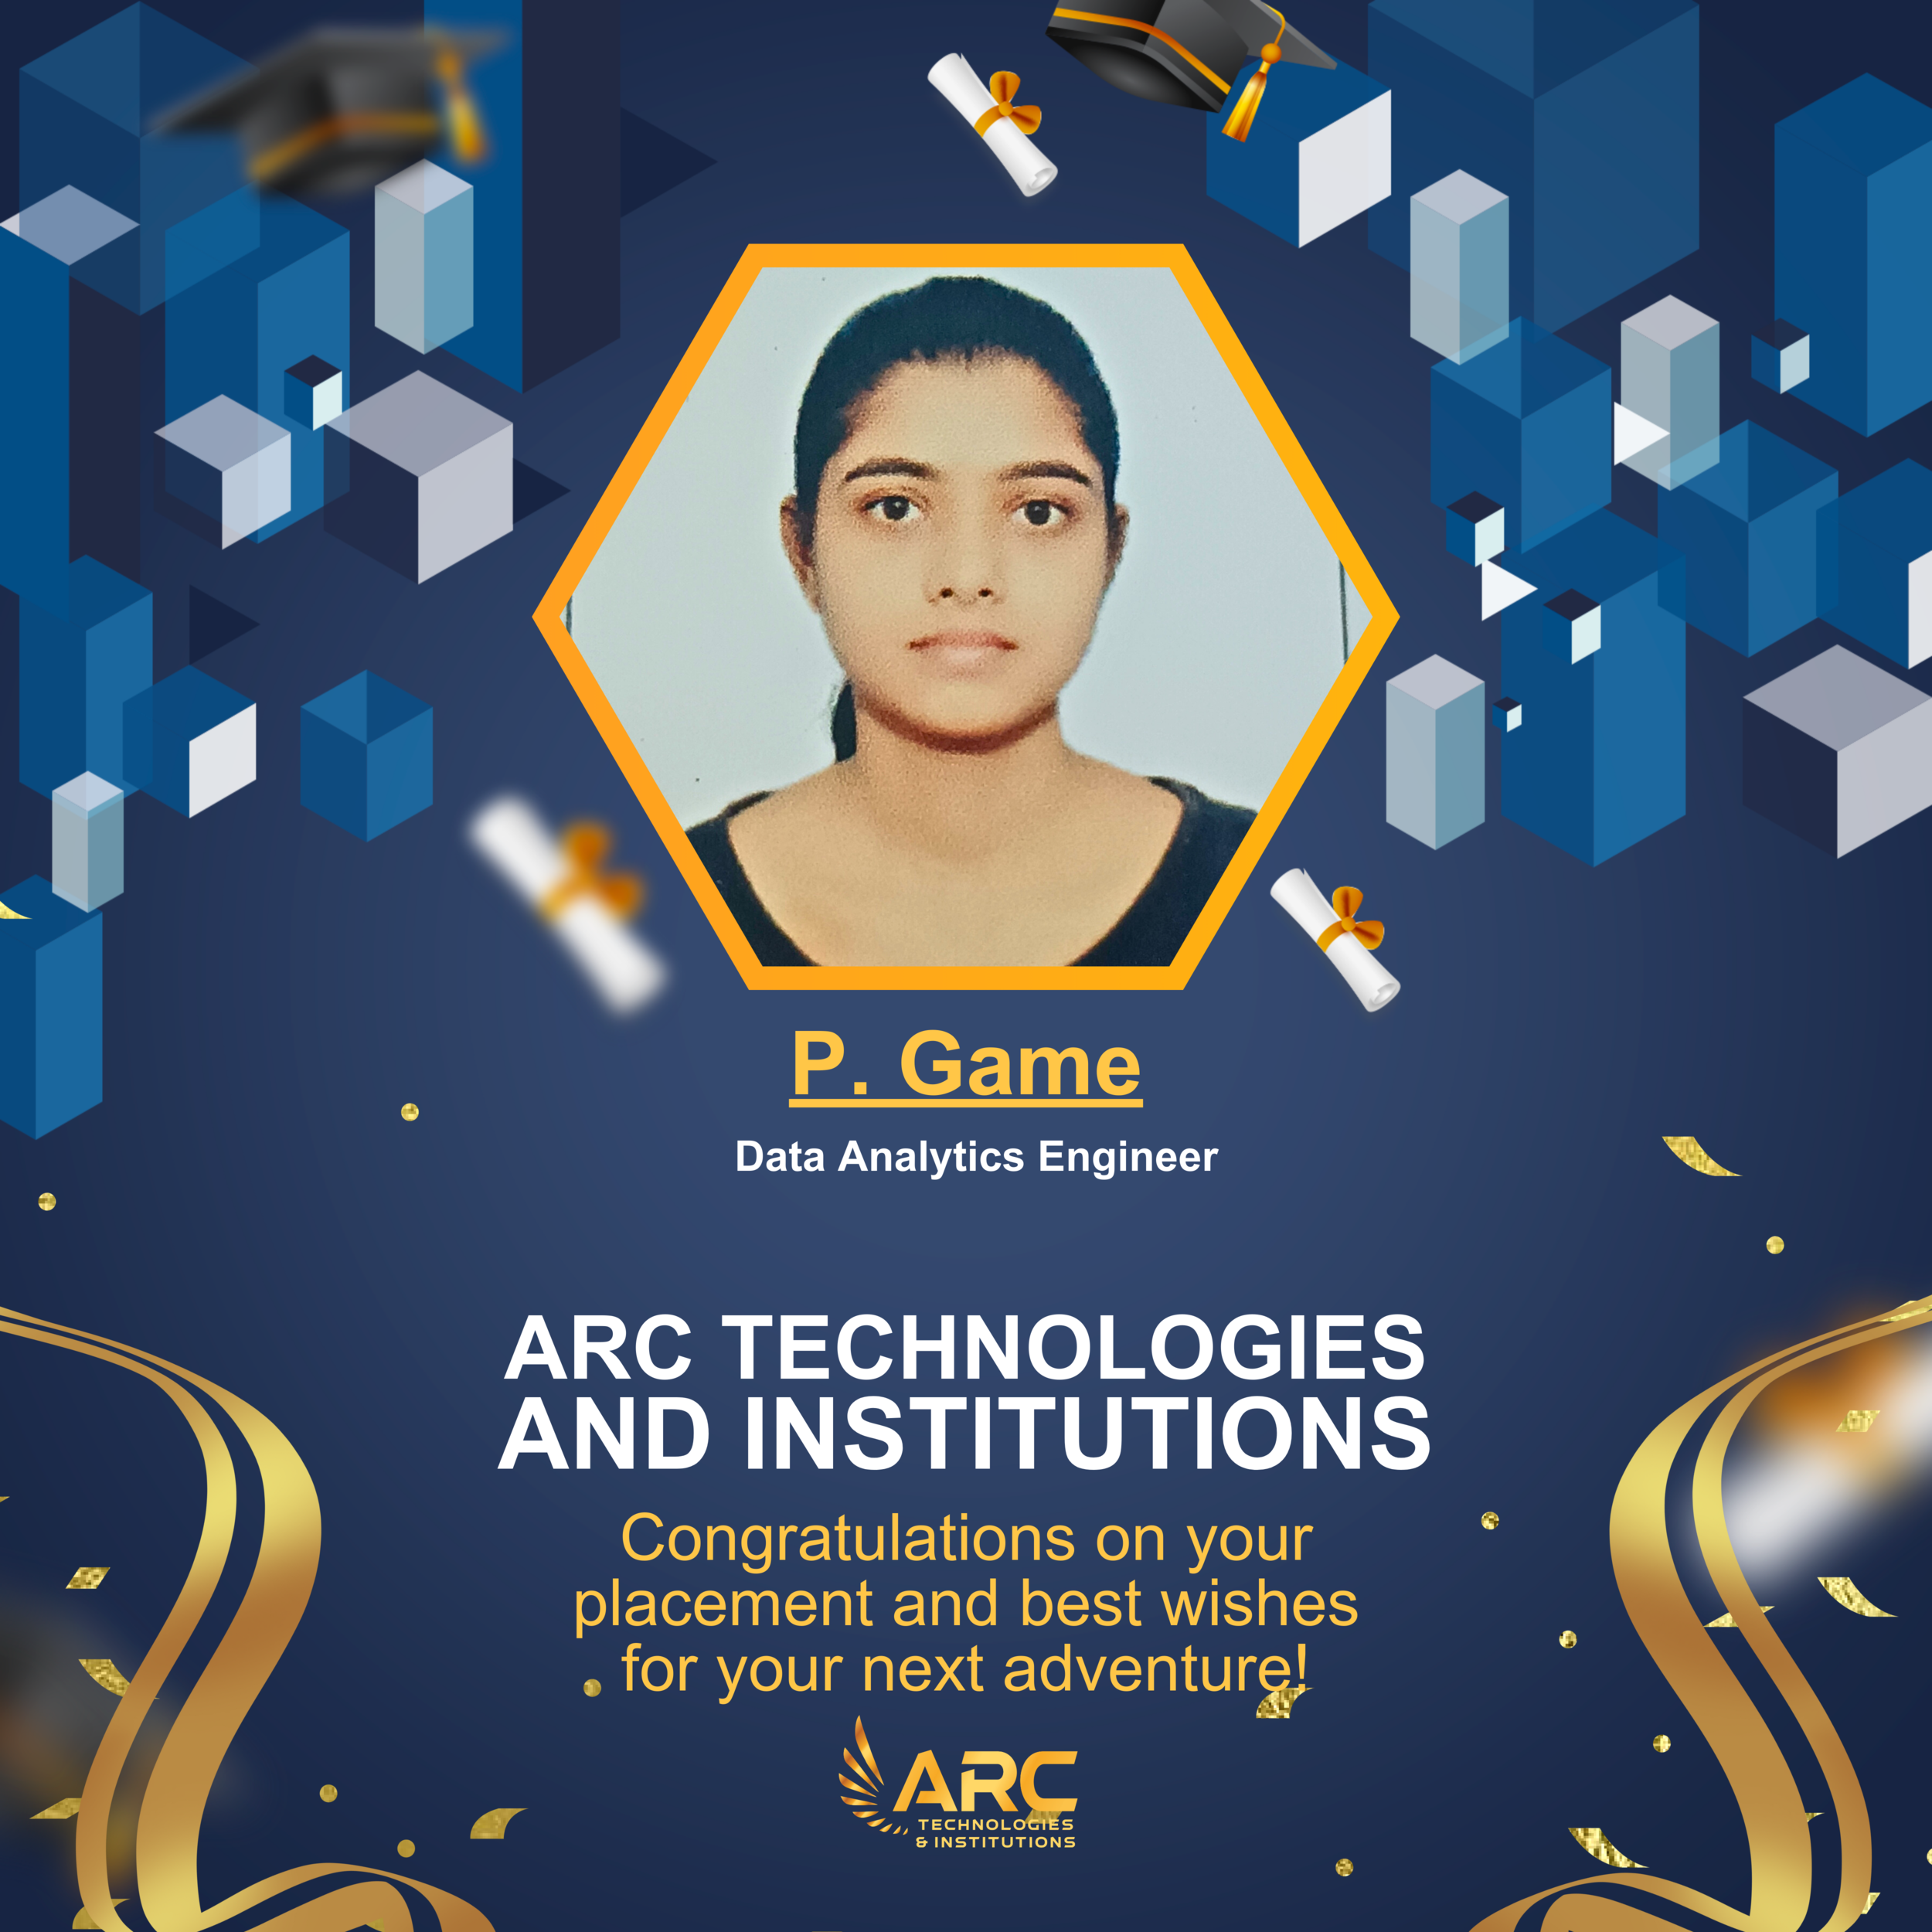 P. Game
Data Analytics Engineer
ARC TECHNOLOGIES
AND INSTITUTIONS
Congratulations on your
placement and best wishes
for your next adventure!
ARC
TECHNOLOGIES
& INSTITUTIONS